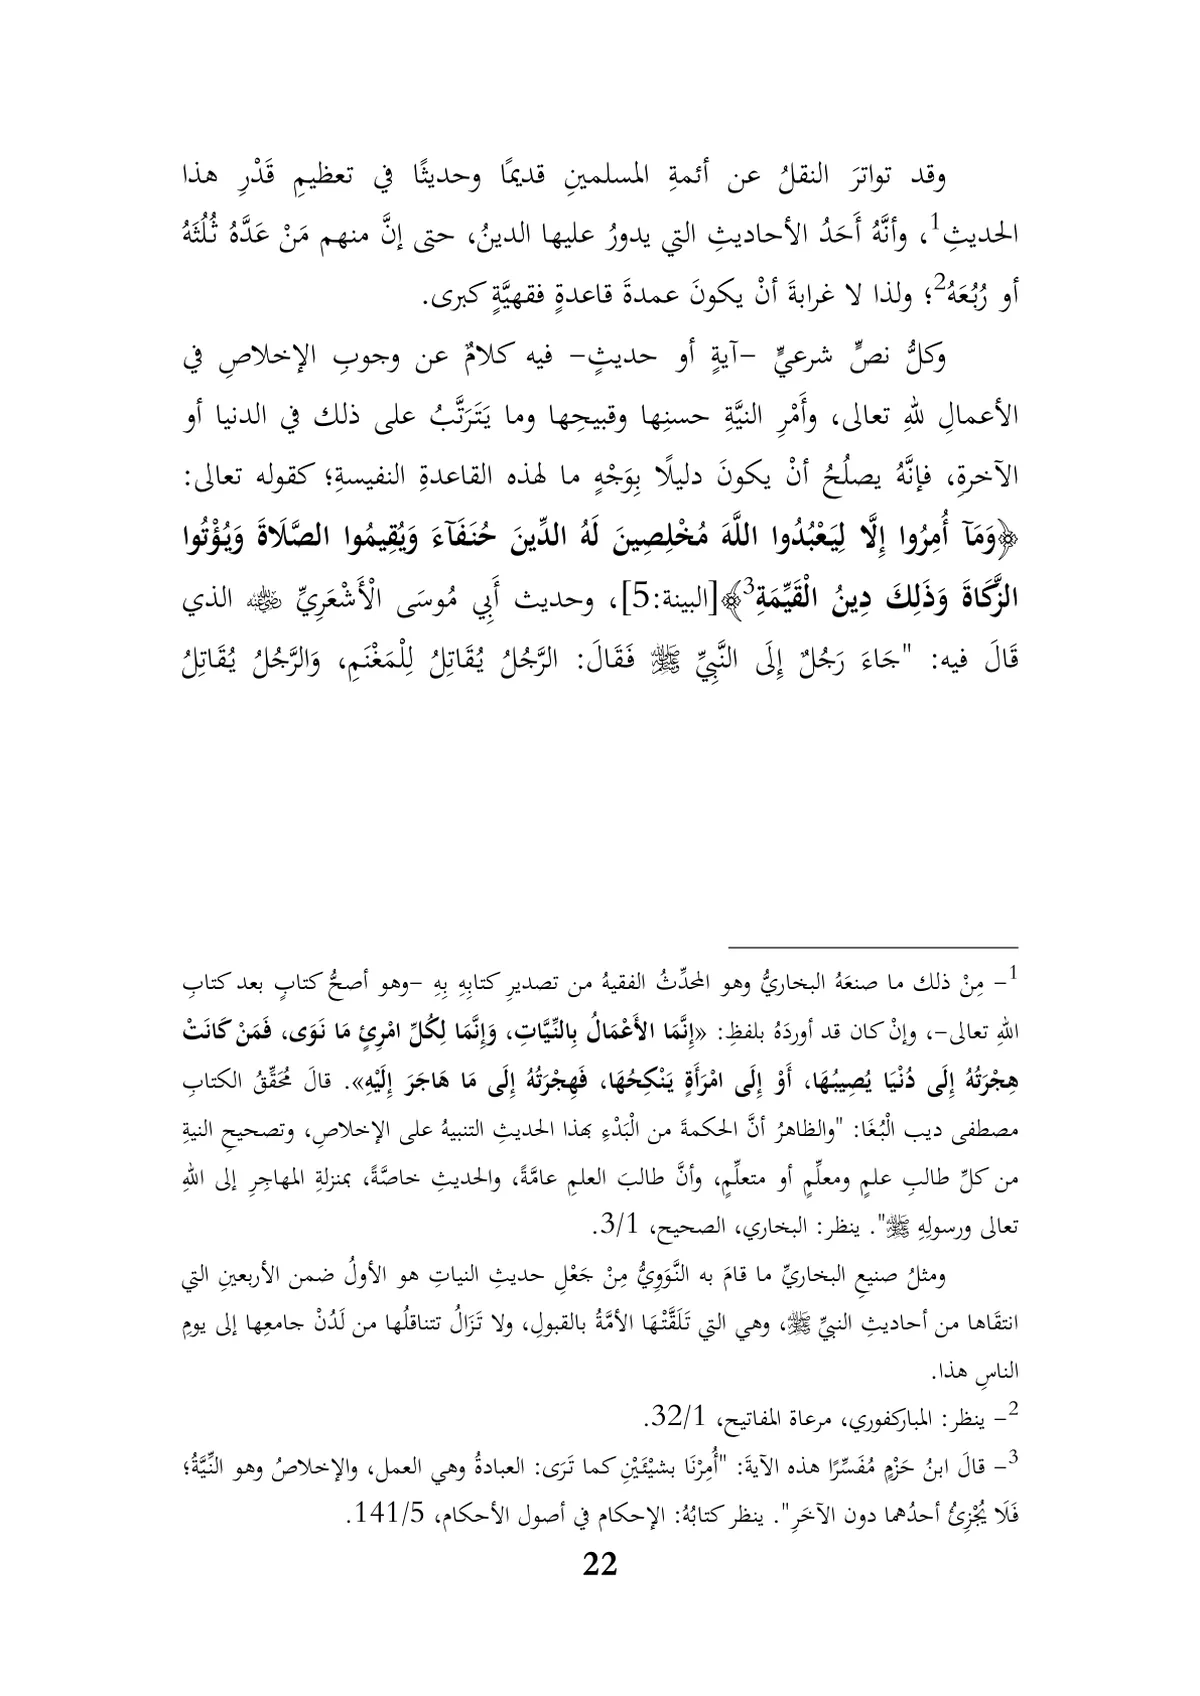 وقد تواترَ النقلُ عن أئمةِ المسلمينِ قديمًا وحديثًا في تعظيمِ قَدْرِ هذا
الحديثِ1، وأنَّهُ أَحَدُ الأحاديثِ التي يدورُ عليها الدينُ، حتى إنَّ منهم مَنْ عَدَّهُ ثُلُثَهُ
أو رُبُعَهُ2؛ ولذا لا غرابةَ أنْ يكونَ عمدةَ قاعدةٍ فقهيَّةٍ كبرى.
وكلُّ نصٍّ شرعيٍّ -آيةٍ أو حديثٍ- فيه كلامٌ عن وجوبِ الإخلاصِ في
الأعمالِ للهِ تعالى، وأَمْرِ النيَّةِ حسنِها وقبيحِها وما يَتَرَتَّبُ على ذلك في الدنيا أو
الآخرةِ، فإنَّهُ يصلُحُ أنْ يكونَ دليلًا بِوَجْهٍ ما لهذه القاعدةِ النفيسةِ؛ كقوله تعالى:
﴿وَمَآ أُمِرُوا إِلَّا لِيَعْبُدُوا اللَّهَ مُخْلِصِينَ لَهُ الدِّينَ حُنَفَآءَ وَيُقِيمُوا الصَّلَاةَ وَيُؤْتُوا
الزَّكَاةَ وَذَلِكَ دِينُ الْقَيِّمَةِ3﴾[البينة:5]، وحديث أَبِي مُوسَى الْأَشْعَرِيِّ ﵁ الذي
قَالَ فيه: "جَاءَ رَجُلٌ إِلَى النَّبِيِّ ﷺ فَقَالَ: الرَّجُلُ يُقَاتِلُ لِلْمَغْنَمِ، وَالرَّجُلُ يُقَاتِلُ
1- مِنْ ذلك ما صنعَهُ البخاريُّ وهو المحدِّثُ الفقيهُ من تصديرِ كتابِهِ بِهِ -وهو أصحُّ كتابٍ بعد كتابِ
اللهِ تعالى-، وإنْ كان قد أوردَهُ بلفظِ: «إِنَّمَا الأَعْمَالُ بِالنِّيَّاتِ، وَإِنَّمَا لِكُلِّ امْرِئٍ مَا نَوَى، فَمَنْ كَانَتْ
هِجْرَتُهُ إِلَى دُنْيَا يُصِيبُهَا، أَوْ إِلَى امْرَأَةٍ يَنْكِحُهَا، فَهِجْرَتُهُ إِلَى مَا هَاجَرَ إِلَيْهِ». قالَ مُحَقِّقُ الكتابِ
مصطفى ديب الْبُغَا: "والظاهرُ أنَّ الحكمةَ من الْبَدْءِ بهذا الحديثِ التنبيهُ على الإخلاصِ، وتصحيحِ النيةِ
من كلِّ طالبِ علمٍ ومعلِّمٍ أو متعلِّمٍ، وأنَّ طالبَ العلمِ عامَّةً، والحديثِ خاصَّةً، بمنزلةِ المهاجِرِ إلى اللهِ
تعالى ورسولِهِ ﷺ". ينظر: البخاري، الصحيح، 3/1.
ومثلُ صنيعِ البخاريِّ ما قامَ به النَّوَوِيُّ مِنْ جَعْلِ حديثِ النياتِ هو الأولُ ضمن الأربعينِ التي
انتقَاها من أحاديثِ النبيِّ ﷺ، وهي التي تَلَقَّتْهَا الأمَّةُ بالقبولِ، ولا تَزَالُ تتناقلُها من لَدُنْ جامعِها إلى يومِ
الناسِ هذا.
2- ينظر: المباركفوري، مرعاة المفاتيح، 32/1.
3- قالَ ابنُ حَزْمٍ مُفَسِّرًا هذه الآيةَ: "أُمِرْنَا بشيْئَيْنِ كما تَرَى: العبادةُ وهي العمل، والإخلاصُ وهو النِّيَّةُ؛
فَلَا يُجْزِئُ أحدُهما دون الآخَرِ". ينظر كتابُهُ: الإحكام في أصول الأحكام، 141/5.
22